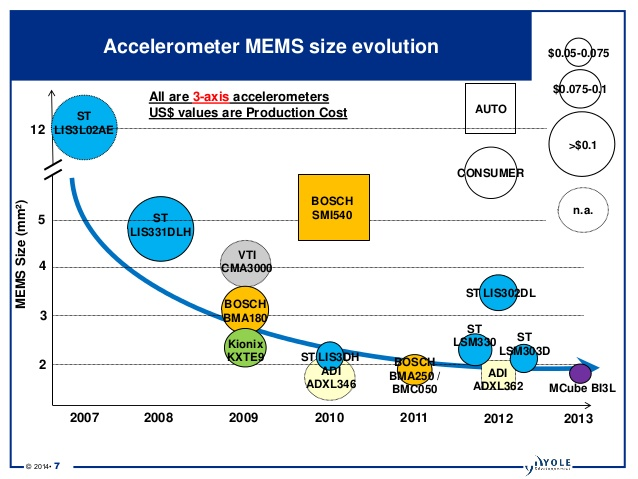 Accelerometer MEMS size evolution
All are 3-axis accelerometers
US$ values are Production Cost
$0.05-0.075
$0.075-0.1
>$0.1
n.a.
AUTO
CONSUMER
MEMS Size (mm²)
12
5
4
3
2
ST
LIS3L02AE
ST
LIS331DLH
VTI
CMA3000
BOSCH
BMA180
Kionix
KXTE9
BOSCH
SMI540
ST LIS3DH
ADI
ADXL346
BOSCH
BMA250 /
BMC050
ST LIS302DL
ST
LSM330
ST
LSM303D
ADI
ADXL362
MCube BI3L
2007
2008
2009
2010
2011
2012
2013
© 2014• 7
YOLE